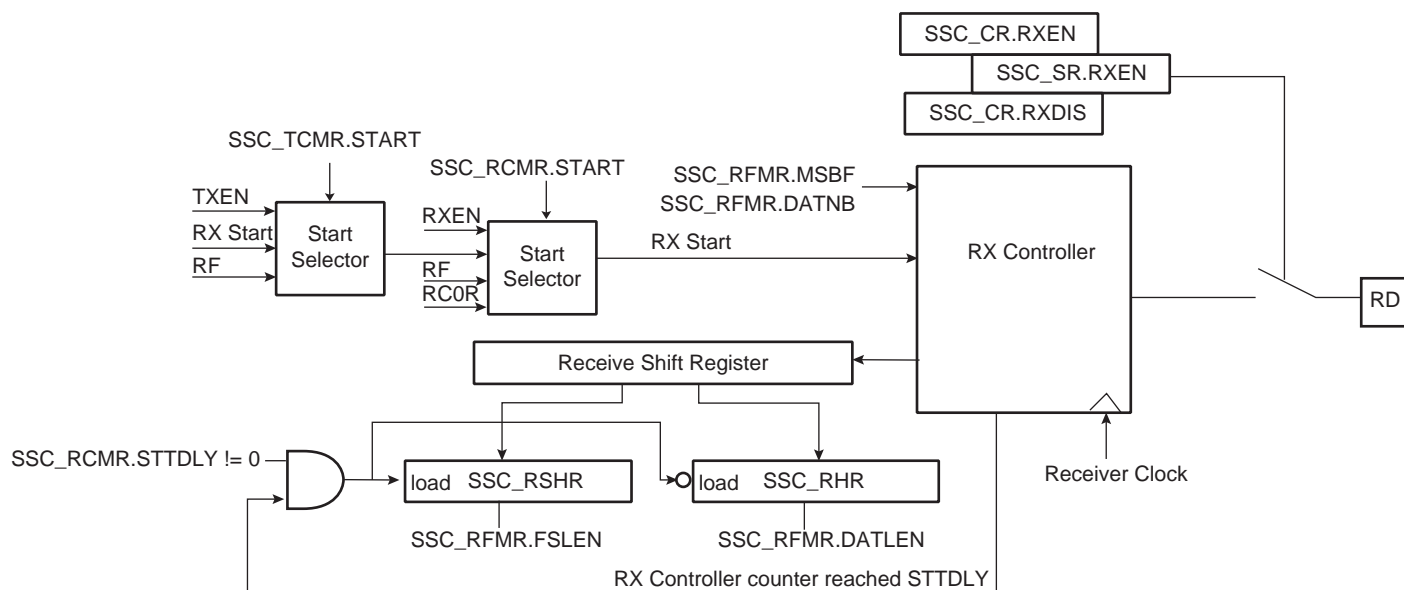 SSC_CR.RXEN
SSC_SR.RXEN
SSC_CR.RXDIS
SSC_TCMR.START
SSC_RCMR.START
SSC_RFMR.MSBF
SSC_RFMR.DATNB
TXEN
RX Start
RF
Start
Selector
RXEN
RF
RC0R
Start
Selector
RX Start
RX Controller
RD
Receive Shift Register
SSC_RCMR.STTDLY != 0
load SSC_RSHR
load SSC_RHR
Receiver Clock
SSC_RFMR.FSLEN
SSC_RFMR.DATLEN
RX Controller counter reached STTDLY